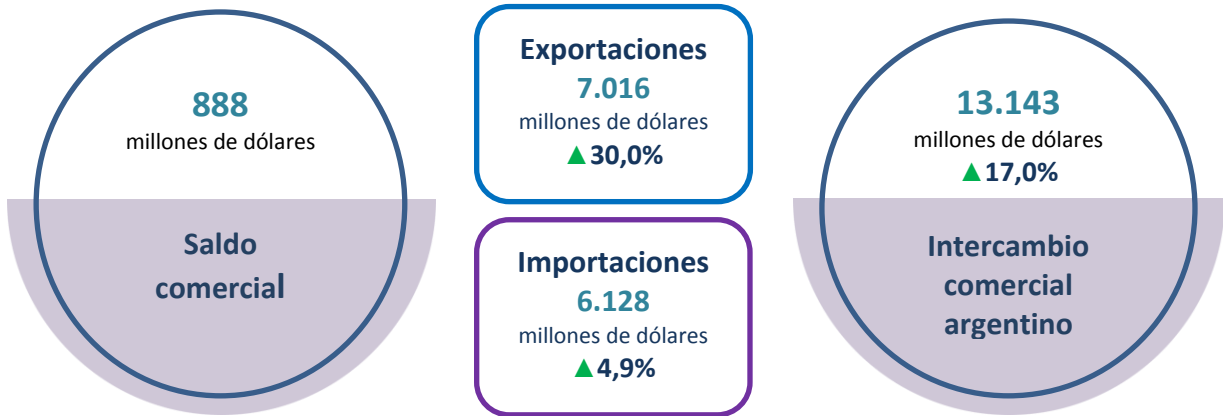 888
millones de dólares
Saldo
comercial
Exportaciones
7.016
millones de dólares
▲30,0%
Importaciones
6.128
millones de dólares
▲4,9%
13.143
millones de dólares
▲17,0%
Intercambio
comercial
argentino